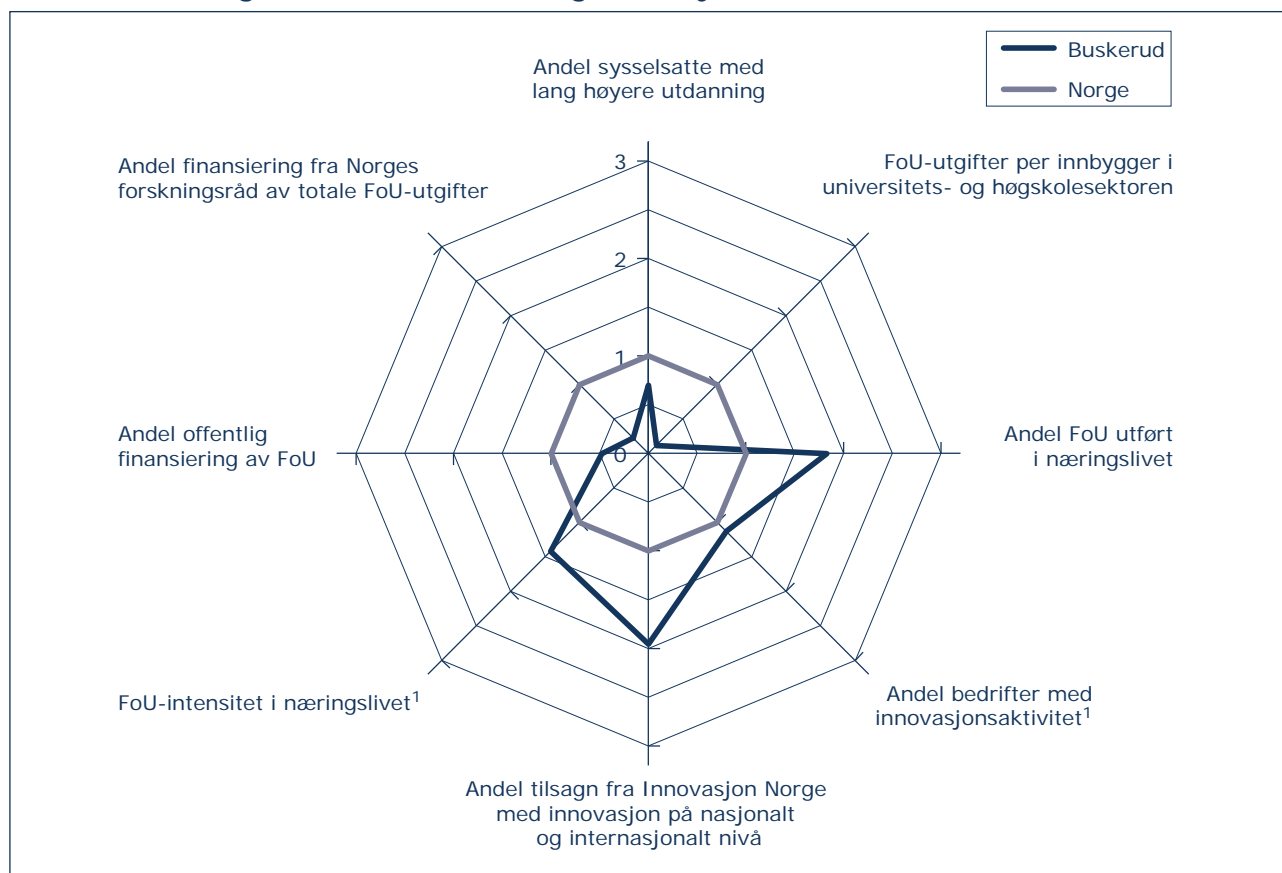 Buskerud
Norge
Andel sysselsatte med
lang høyere utdanning
Andel finansiering fra Norges
forskningsråd av totale FoU-utgifter
FoU-utgifter per innbygger i
universitets- og høgskolesektoren
3
2
1
0
Andel offentlig
finansiering av FoU
Andel FoU utført
i næringslivet
FoU-intensitet i næringslivet¹
Andel bedrifter med
innovasjonsaktivitet¹
Andel tilsagn fra Innovasjon Norge
med innovasjon på nasjonalt
og internasjonalt nivå